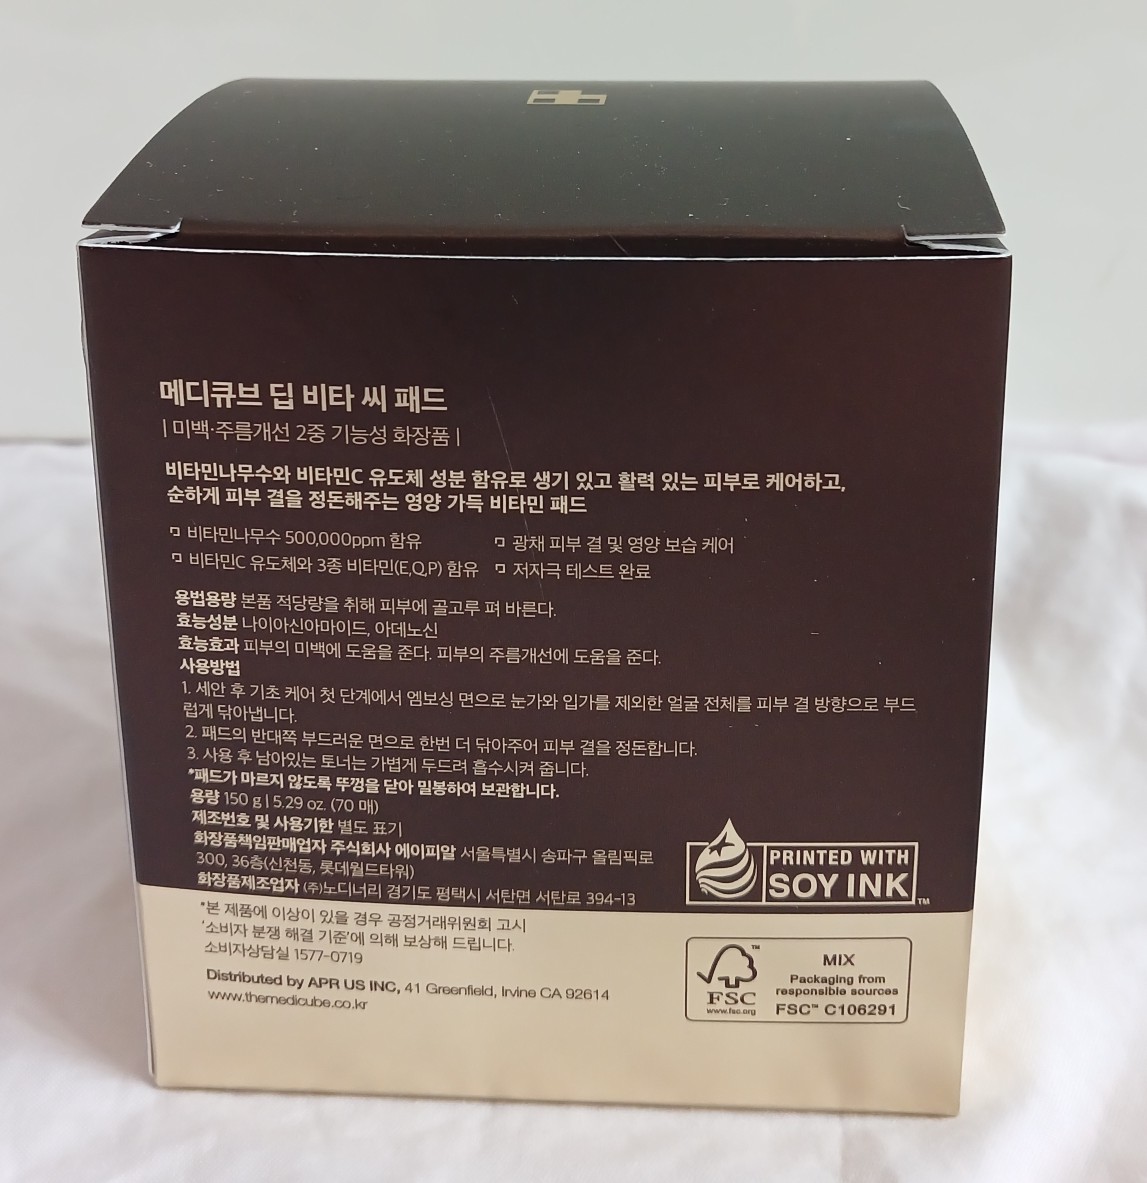 메디큐브 딥 비타 씨 패드
| 미백·주름개선 2중 기능성 화장품 |
비타민나무수와 비타민C 유도체 성분 함유로 생기 있고 활력 있는 피부로 케어하고,
순하게 피부 결을 정돈해주는 영양 가득 비타민 패드
비타민나무수 500,000ppm 함유
광채 피부 결 및 영양 보습 케어
비타민C 유도체와 3종 비타민(E,Q,P) 함유
저자극 테스트 완료
용법용량 본품 적당량을 취해 피부에 골고루 펴 바른다.
효능성분 나이아신아마이드, 아데노신
효능효과 피부의 미백에 도움을 준다. 피부의 주름개선에 도움을 준다.
사용방법
1. 세안 후 기초 케어 첫 단계에서 엠보싱 면으로 눈가와 입가를 제외한 얼굴 전체를 피부 결 방향으로 부드
럽게 닦아냅니다.
2. 패드의 반대쪽 부드러운 면으로 한번 더 닦아주어 피부 결을 정돈합니다.
3. 사용 후 남아있는 토너는 가볍게 두드려 흡수시켜 줍니다.
*패드가 마르지 않도록 뚜껑을 닫아 밀봉하여 보관합니다.
용량 150 g | 5.29 oz. (70 매)
제조번호 및 사용기한 별도 표기
화장품책임판매업자 주식회사 에이피알 서울특별시 송파구 올림픽로
300, 36층(신천동, 롯데월드타워)
화장품제조업자 (주)노디너리 경기도 평택시 서탄면 서탄로 394-13
*본 제품에 이상이 있을 경우 공정거래위원회 고시
'소비자 분쟁 해결 기준'에 의해 보상해 드립니다.
소비자상담실 1577-0719
Distributed by APR US INC, 41 Greenfield, Irvine CA 92614
www.themedicube.co.kr
PRINTED WITH
SOY INK™
FSC™
www.fsc.org
MIX
Packaging from
responsible sources
FSC™ C106291